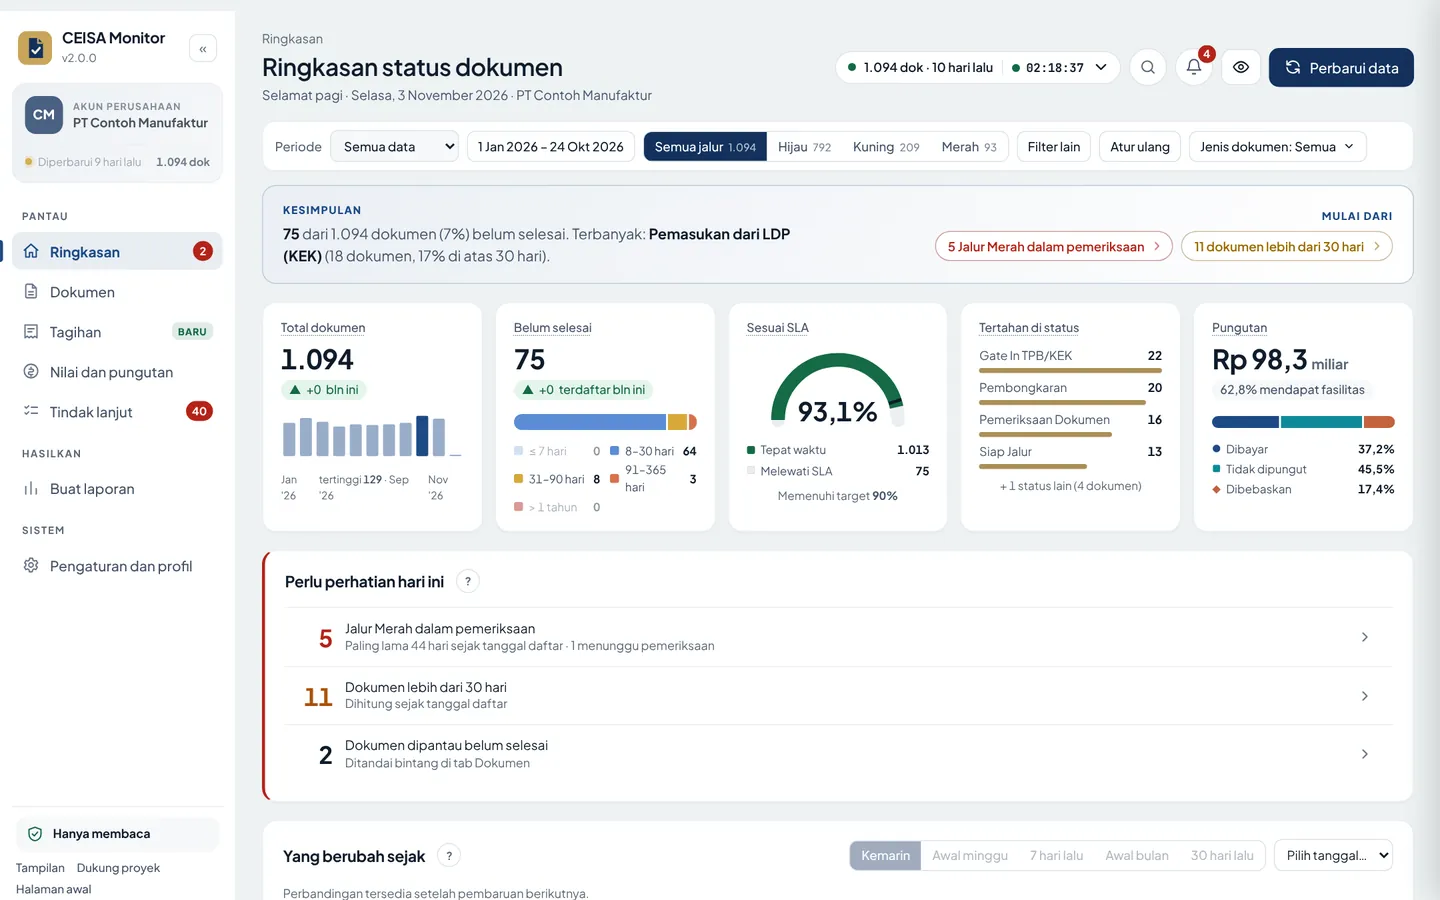 CEISA Monitor
v2.0.0
«
CM
AKUN PERUSAHAAN
PT Contoh Manufaktur
Diperbarui 9 hari lalu 1.094 dok
PANTAU
Ringkasan 2
Dokumen
Tagihan BARU
Nilai dan pungutan
Tindak lanjut 40
HASILKAN
Buat laporan
SISTEM
Pengaturan dan profil
Hanya membaca
Tampilan Dukung proyek
Halaman awal
Ringkasan
Ringkasan status dokumen
Selamat pagi · Selasa, 3 November 2026 · PT Contoh Manufaktur
1.094 dok · 10 hari lalu 02:18:37
4
Perbarui data
Periode Semua data 1 Jan 2026 – 24 Okt 2026 Semua jalur 1.094 Hijau 792 Kuning 209 Merah 93 Filter lain Atur ulang Jenis dokumen: Semua
KESIMPULAN
75 dari 1.094 dokumen (7%) belum selesai. Terbanyak: Pemasukan dari LDP
(KEK) (18 dokumen, 17% di atas 30 hari).
MULAI DARI
5 Jalur Merah dalam pemeriksaan
11 dokumen lebih dari 30 hari
Total dokumen
1.094
▲ +0 bln ini
Jan '26
tertinggi 129 · Sep '26
Nov '26
Belum selesai
75
▲ +0 terdaftar bln ini
≤ 7 hari 0
8–30 hari 64
31–90 hari 8
91–365 hari 3
> 1 tahun 0
Sesuai SLA
93,1%
Tepat waktu 1.013
Melewati SLA 75
Memenuhi target 90%
Tertahan di status
Gate In TPB/KEK 22
Pembongkaran 20
Pemeriksaan Dokumen 16
Siap Jalur 13
+ 1 status lain (4 dokumen)
Pungutan
Rp 98,3 miliar
62,8% mendapat fasilitas
Dibayar 37,2%
Tidak dipungut 45,5%
Dibebaskan 17,4%
Perlu perhatian hari ini ?
5 Jalur Merah dalam pemeriksaan
Paling lama 44 hari sejak tanggal daftar · 1 menunggu pemeriksaan
11 Dokumen lebih dari 30 hari
Dihitung sejak tanggal daftar
2 Dokumen dipantau belum selesai
Ditandai bintang di tab Dokumen
Yang berubah sejak ?
Kemarin Awal minggu 7 hari lalu Awal bulan 30 hari lalu Pilih tanggal...
Perbandingan tersedia setelah pembaruan berikutnya.